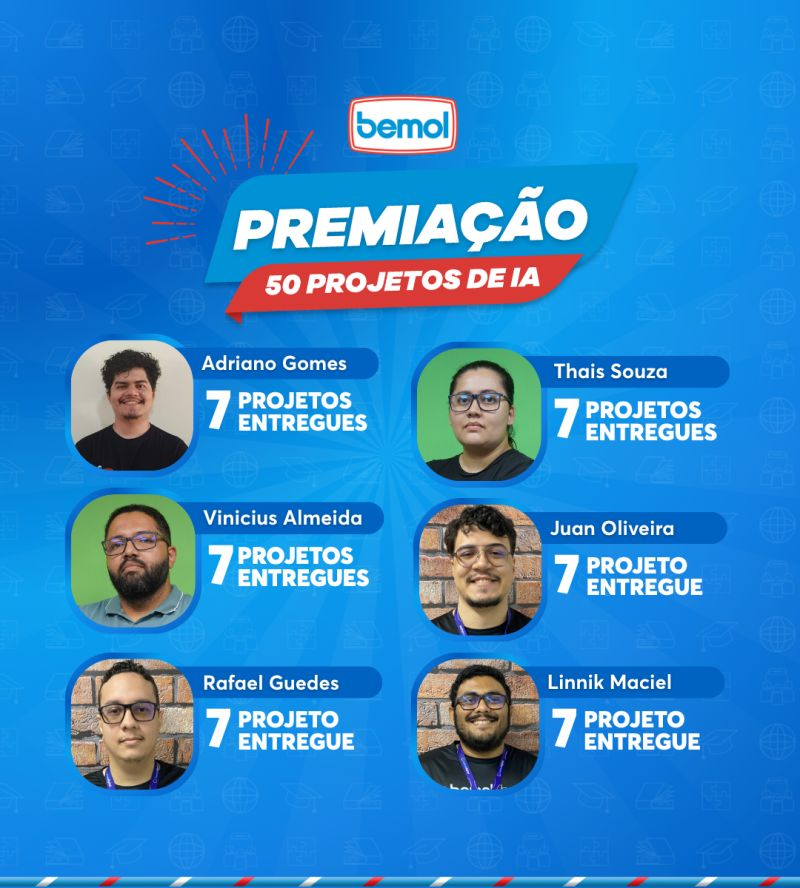 bemol
PREMIAÇÃO
50 PROJETOS DE IA
Adriano Gomes
7 PROJETOS
ENTREGUES
Thais Souza
7 PROJETOS
ENTREGUES
Vinicius Almeida
7 PROJETOS
ENTREGUES
Juan Oliveira
7 PROJETO
ENTREGUE
Rafael Guedes
7 PROJETO
ENTREGUE
Linnik Maciel
7 PROJETO
ENTREGUE